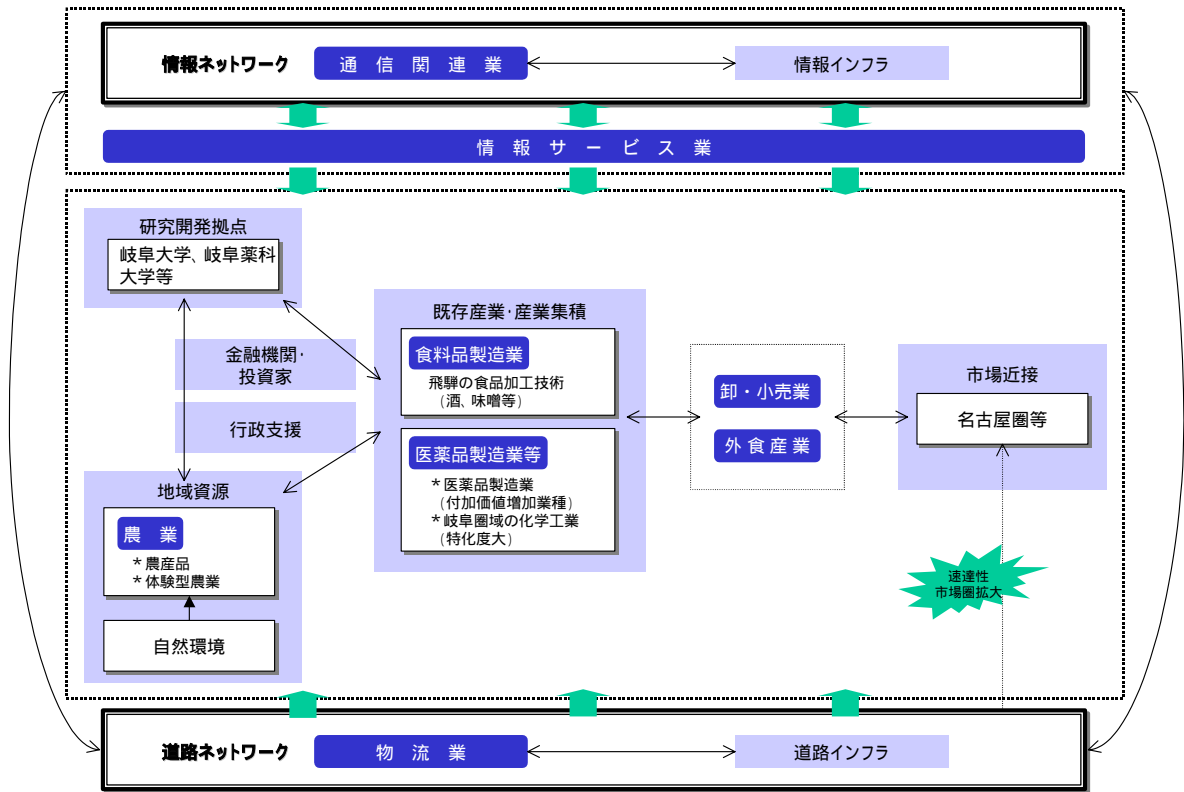 情報ネットワーク
通信関連業
情報インフラ
情報サービス業
研究開発拠点
岐阜大学、岐阜薬科
大学等
金融機関・
投資家
行政支援
地域資源
農業
*農産品
*体験型農業
自然環境
既存産業・産業集積
食料品製造業
飛騨の食品加工技術
(酒、味噌等)
医薬品製造業等
*医薬品製造業
(付加価値増加業種)
*岐阜圏域の化学工業
(特化度大)
卸・小売業
外食産業
市場近接
名古屋圏等
速達性
市場圏拡大
道路ネットワーク
物流業
道路インフラ